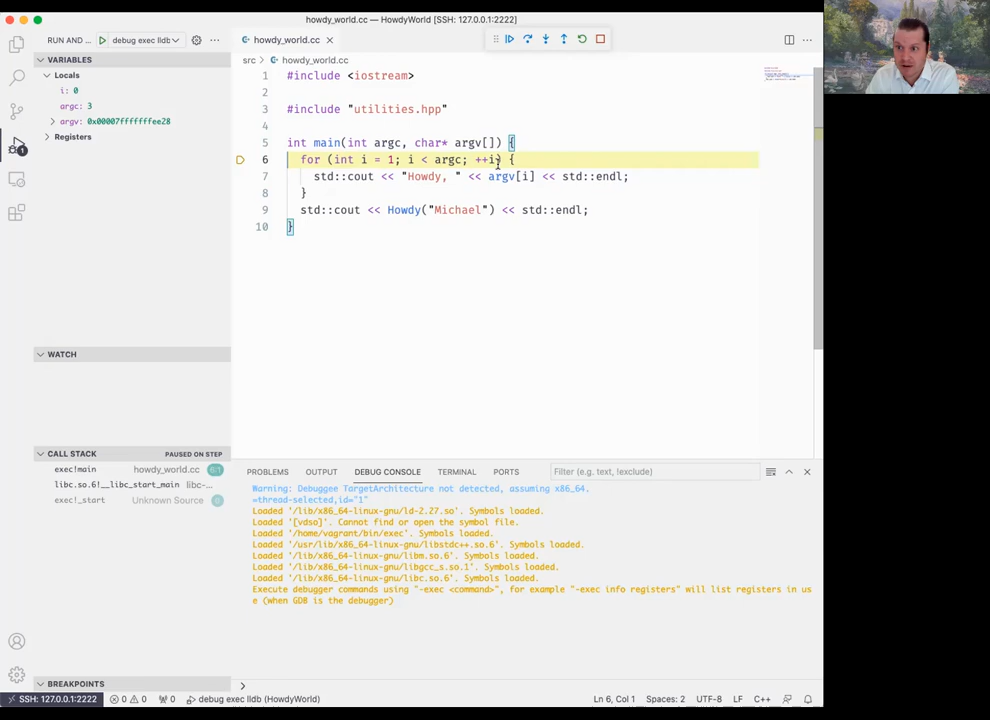 howdy_world.cc — HowdyWorld [SSH: 127.0.0.1:2222]
RUN AND ... debug exec lldb
howdy_world.cc
VARIABLES
Locals
i: 0
argc: 3
argv: 0x00007fffffffee28
Registers
src > howdy_world.cc
1 #include <iostream>
2
3 #include "utilities.hpp"
4
5 int main(int argc, char* argv[]) {
6 for (int i = 1; i < argc; ++i) {
7 std::cout << "Howdy, " << argv[i] << std::endl;
8 }
9 std::cout << Howdy("Michael") << std::endl;
10 }
WATCH
CALL STACK PAUSED ON STEP
exec!main howdy_world.cc 6:1
libc.so.6!__libc_start_main libc-...
exec!_start Unknown Source 0
BREAKPOINTS
PROBLEMS OUTPUT DEBUG CONSOLE TERMINAL PORTS Filter (e.g. text, !exclude)
Warning: Debuggee TargetArchitecture not detected, assuming x86_64.
=thread-selected,id="1"
Loaded '/lib/x86_64-linux-gnu/ld-2.27.so'. Symbols loaded.
Loaded '[vdso]'. Cannot find or open the symbol file.
Loaded '/home/vagrant/bin/exec'. Symbols loaded.
Loaded '/usr/lib/x86_64-linux-gnu/libstdc++.so.6'. Symbols loaded.
Loaded '/lib/x86_64-linux-gnu/libm.so.6'. Symbols loaded.
Loaded '/lib/x86_64-linux-gnu/libgcc_s.so.1'. Symbols loaded.
Loaded '/lib/x86_64-linux-gnu/libc.so.6'. Symbols loaded.
Execute debugger commands using "-exec <command>", for example "-exec info registers" will list registers in us
e (when GDB is the debugger)
SSH: 127.0.0.1:2222 0 0 0 debug exec lldb (HowdyWorld) Ln 6, Col 1 Spaces: 2 UTF-8 LF C++